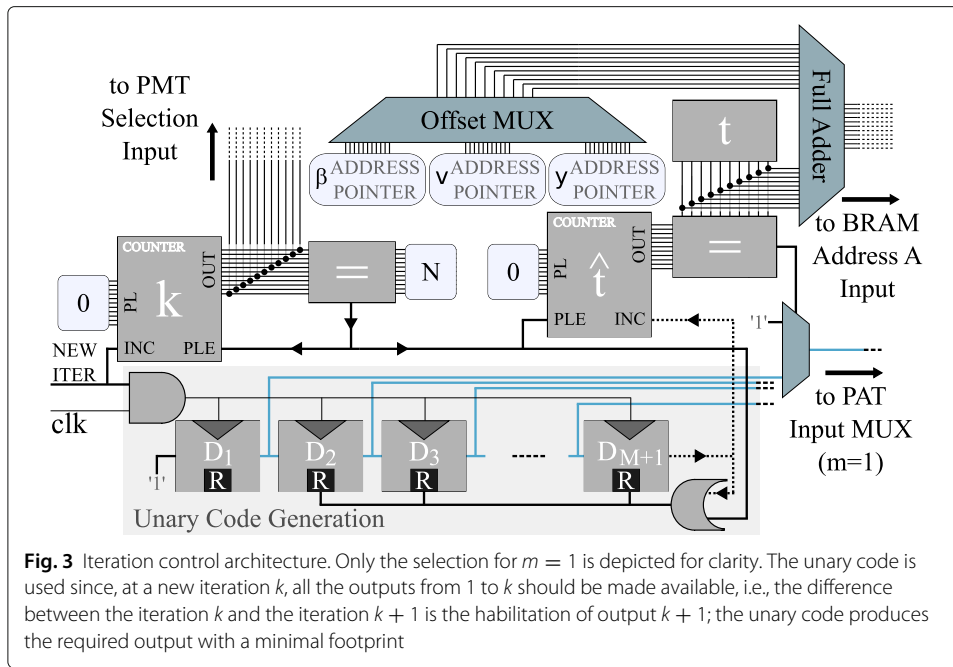 to PMT
Selection
Input
Offset MUX
β ADDRESS
POINTER
v ADDRESS
POINTER
y ADDRESS
POINTER
t
Full Adder
to BRAM
Address A
Input
COUNTER
0
PL
k
OUT
INC
PLE
=
N
COUNTER
0
PL
t̂
OUT
PLE
INC
=
'1'
NEW
ITER
clk
to PAT
Input MUX
(m=1)
'1'
D1
R
D2
R
D3
R
DM+1
R
Unary Code Generation
Fig. 3 Iteration control architecture. Only the selection for m = 1 is depicted for clarity. The unary code is
used since, at a new iteration k, all the outputs from 1 to k should be made available, i.e., the difference
between the iteration k and the iteration k + 1 is the habilitation of output k + 1; the unary code produces
the required output with a minimal footprint